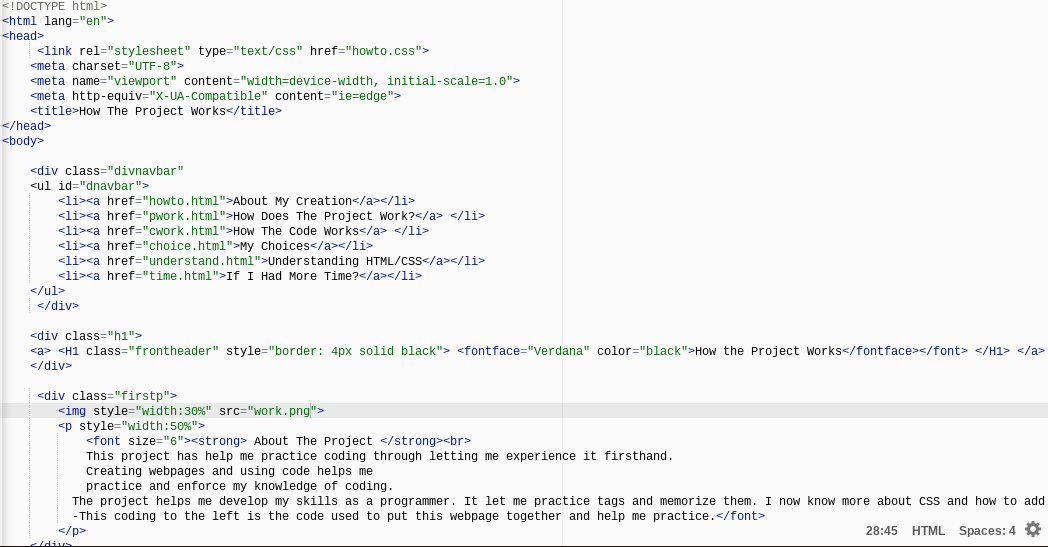 <!DOCTYPE html>
<html lang="en">
<head>
<link rel="stylesheet" type="text/css" href="howto.css">
<meta charset="UTF-8">
<meta name="viewport" content="width=device-width, initial-scale=1.0">
<meta http-equiv="X-UA-Compatible" content="ie=edge">
<title>How The Project Works</title>
</head>
<body>
<div class="divnavbar"
<ul id="dnavbar">
<li><a href="howto.html">About My Creation</a></li>
<li><a href="pwork.html">How Does The Project Work?</a> </li>
<li><a href="cwork.html">How The Code Works</a> </li>
<li><a href="choice.html">My Choices</a></li>
<li><a href="understand.html">Understanding HTML/CSS</a></li>
<li><a href="time.html">If I Had More Time?</a></li>
</ul>
</div>
<div class="h1">
<a> <H1 class="frontheader" style="border: 4px solid black"> <fontface="Verdana" color="black">How the Project Works</fontface></font> </H1> </a>
</div>
<div class="firstp">
<img style="width:30%" src="work.png">
<p style="width:50%">
<font size="6"><strong> About The Project </strong><br>
This project has help me practice coding through letting me experience it firsthand.
Creating webpages and using code helps me
practice and enforce my knowledge of coding.
The project helps me develop my skills as a programmer. It let me practice tags and memorize them. I now know more about CSS and how to add
-This coding to the left is the code used to put this webpage together and help me practice.</font>
</p>
</div>
28:45 HTML Spaces: 4